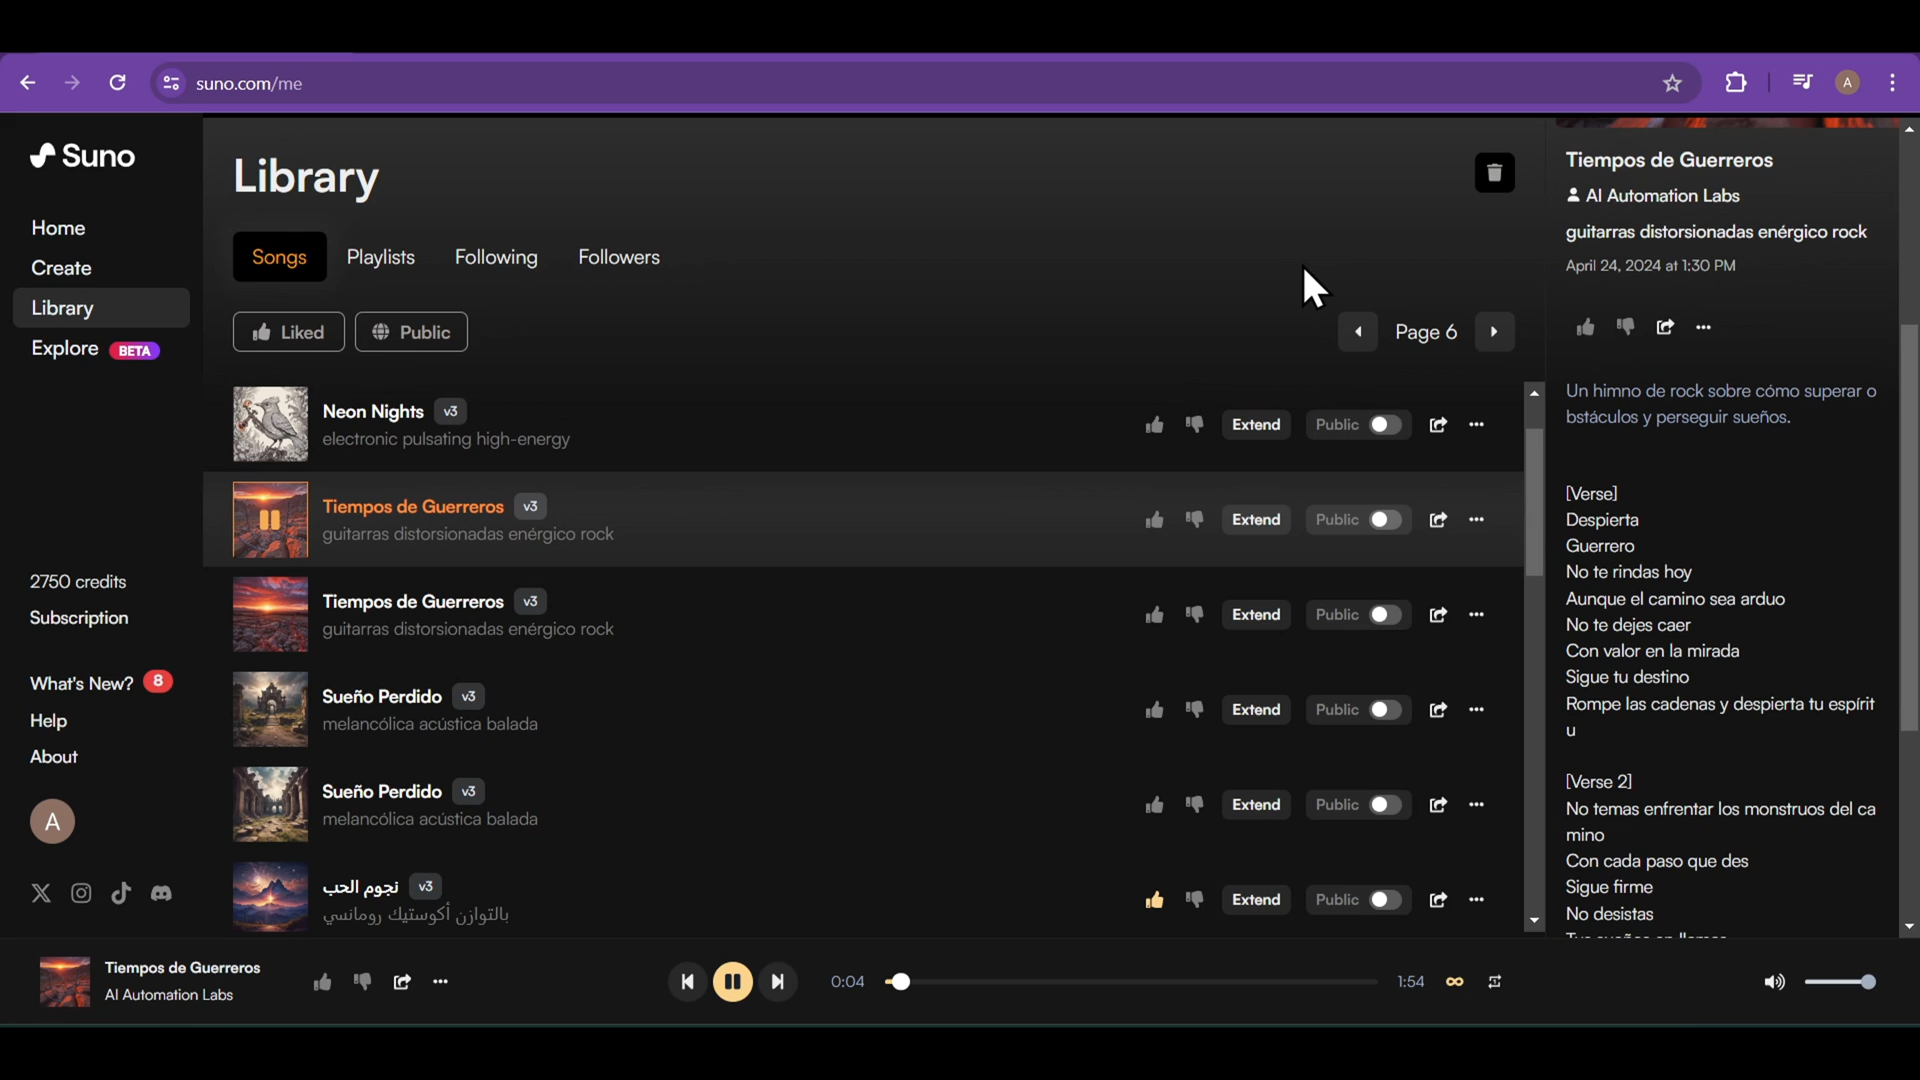 suno.com/me
A
Suno
Home
Create
Library
Explore BETA
2750 credits
Subscription
What's New? 8
Help
About
A
Library
Songs Playlists Following Followers
Liked Public
Page 6
Neon Nights v3
electronic pulsating high-energy
Extend Public
Tiempos de Guerreros v3
guitarras distorsionadas enérgico rock
Extend Public
Tiempos de Guerreros v3
guitarras distorsionadas enérgico rock
Extend Public
Sueño Perdido v3
melancólica acústica balada
Extend Public
Sueño Perdido v3
melancólica acústica balada
Extend Public
نجوم الحب v3
بالتوازن أكوستيك رومانسي
Extend Public
Tiempos de Guerreros
AI Automation Labs
guitarras distorsionadas enérgico rock
April 24, 2024 at 1:30 PM
Un himno de rock sobre cómo superar o
bstáculos y perseguir sueños.
[Verse]
Despierta
Guerrero
No te rindas hoy
Aunque el camino sea arduo
No te dejes caer
Con valor en la mirada
Sigue tu destino
Rompe las cadenas y despierta tu espírit
u
[Verse 2]
No temas enfrentar los monstruos del ca
mino
Con cada paso que des
Sigue firme
No desistas
Tiempos de Guerreros
AI Automation Labs
0:04 1:54